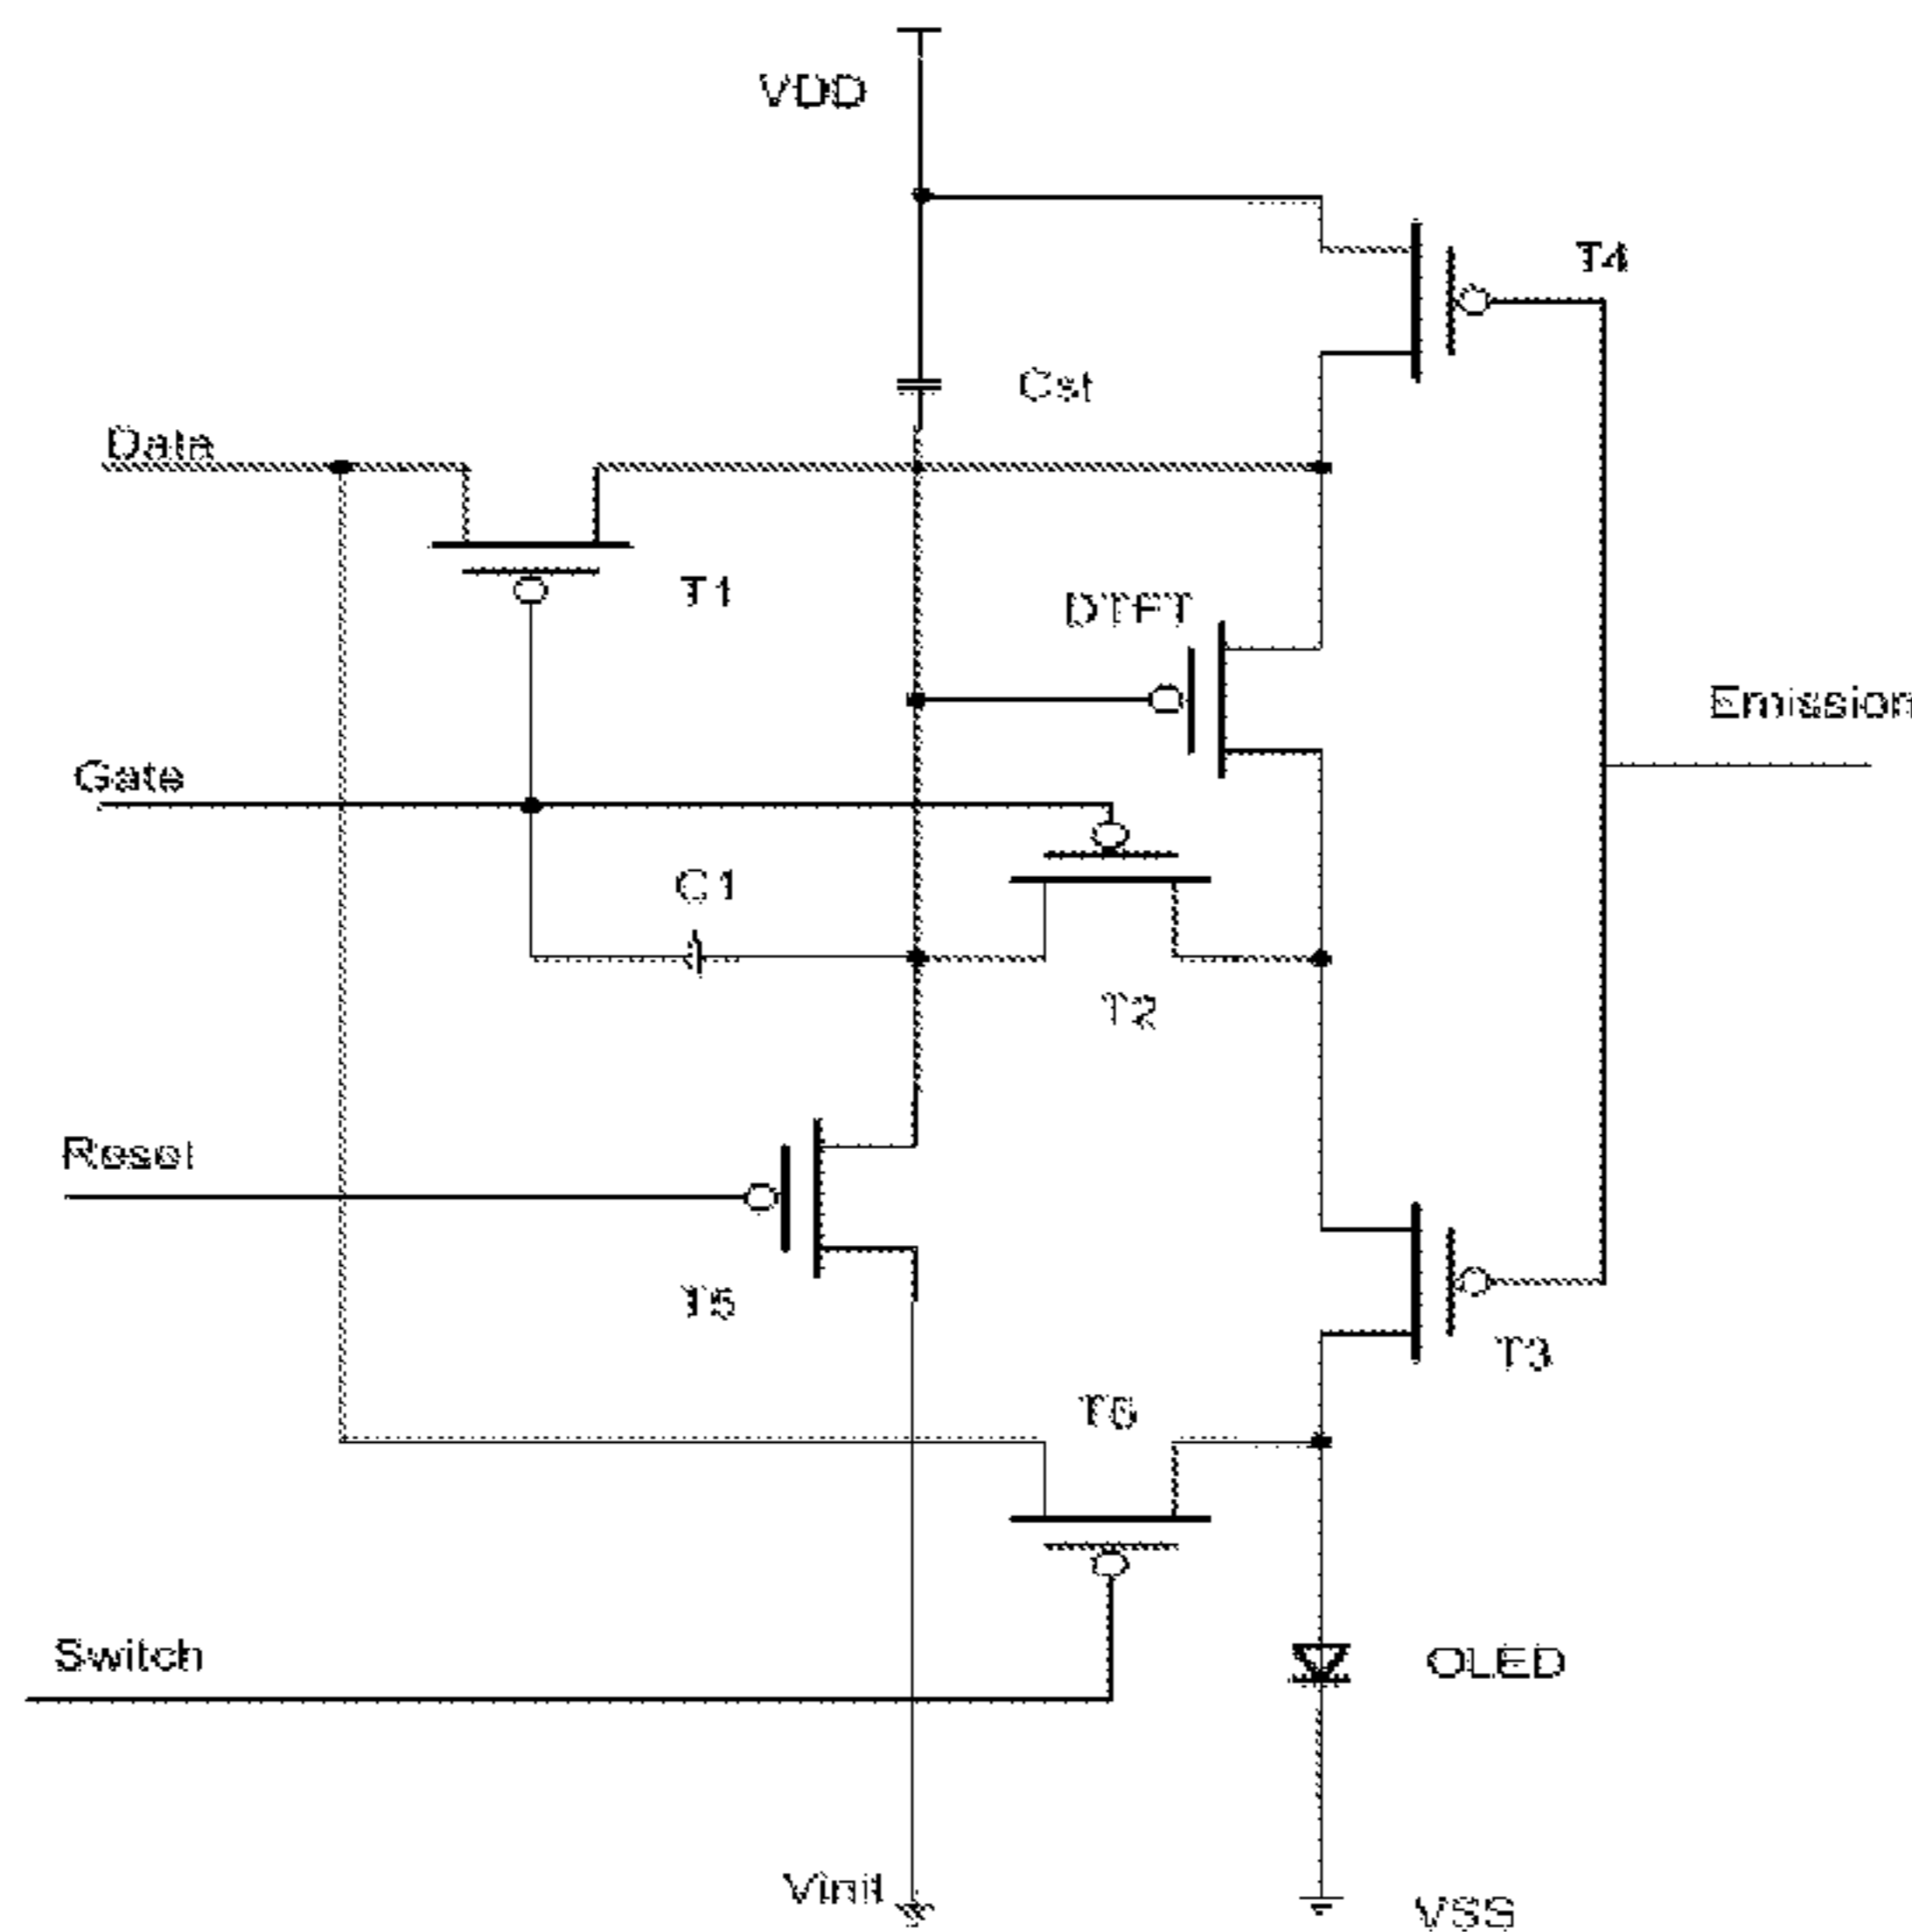 VDD
T4
Cst
Data
T1
DTFT
Emission
Gate
C1
T2
Reset
T5
T3
T6
Switch
OLED
Vinit
VSS